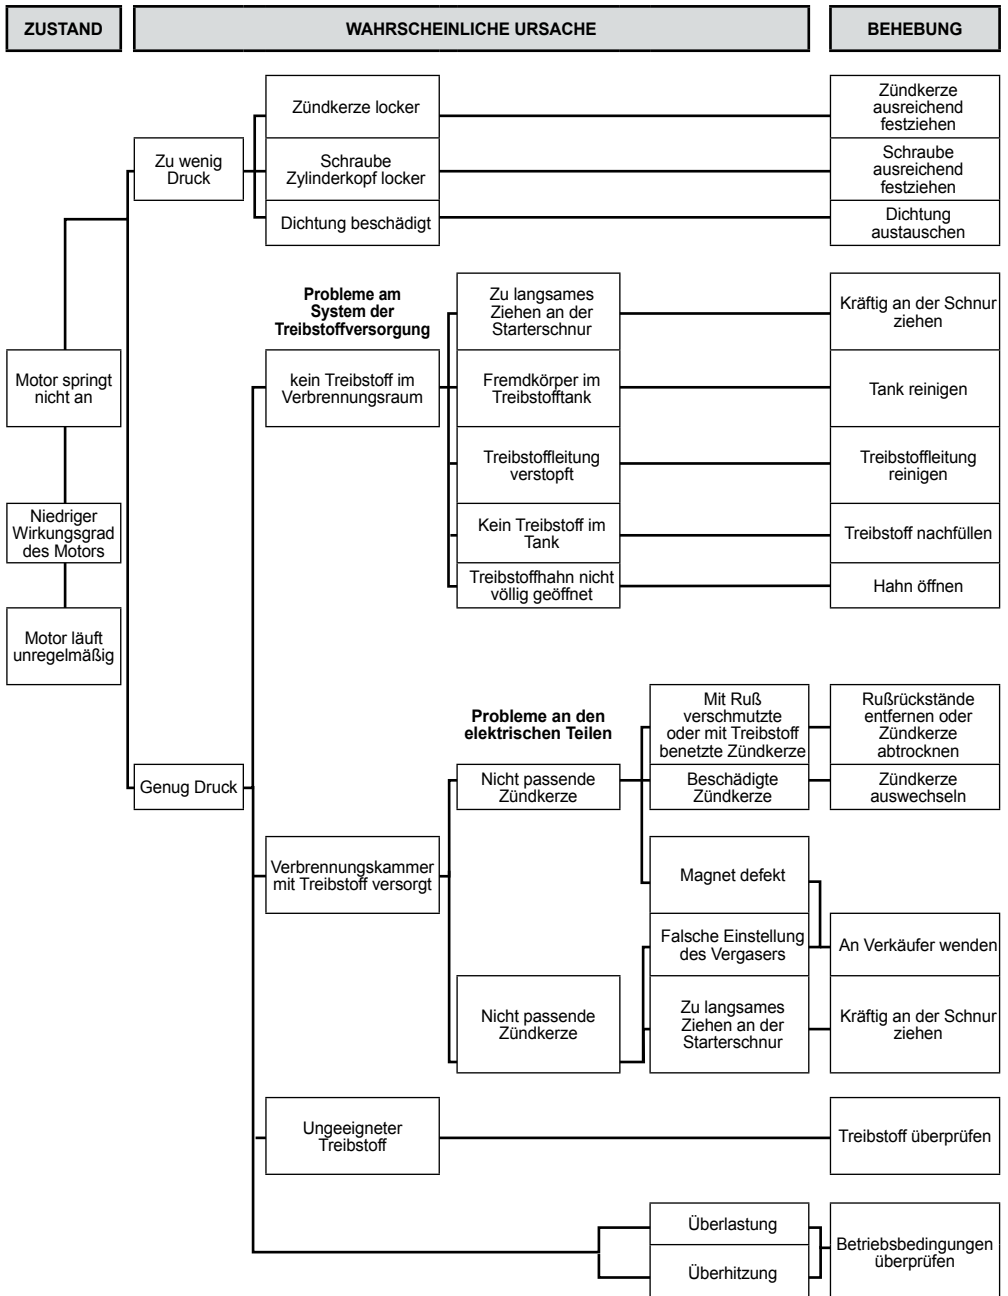 ZUSTAND
WAHRSCHEINLICHE URSACHE
BEHEBUNG
Zündkerze locker
Zündkerze
ausreichend
festziehen
Zu wenig
Druck
Schraube
Zylinderkopf locker
Schraube
ausreichend
festziehen
Dichtung beschädigt
Dichtung
austauschen
Probleme am
System der
Treibstoffversorgung
Zu langsames
Ziehen an der
Starterschnur
Kräftig an der Schnur
ziehen
Motor springt
nicht an
kein Treibstoff im
Verbrennungsraum
Fremdkörper im
Treibstofftank
Tank reinigen
Treibstoffleitung
verstopft
Treibstoffleitung
reinigen
Niedriger
Wirkungsgrad
des Motors
Kein Treibstoff im
Tank
Treibstoff nachfüllen
Treibstoffhahn nicht
völlig geöffnet
Hahn öffnen
Motor läuft
unregelmäßig
Probleme an den
elektrischen Teilen
Mit Ruß
verschmutzte
oder mit Treibstoff
benetzte Zündkerze
Rußrückstände
entfernen oder
Zündkerze
abtrocknen
Genug Druck
Nicht passende
Zündkerze
Beschädigte
Zündkerze
Zündkerze
auswechseln
Verbrennungskammer
mit Treibstoff versorgt
Magnet defekt
Falsche Einstellung
des Vergasers
An Verkäufer wenden
Nicht passende
Zündkerze
Zu langsames
Ziehen an der
Starterschnur
Kräftig an der Schnur
ziehen
Ungeeigneter
Treibstoff
Treibstoff überprüfen
Überlastung
Überhitzung
Betriebsbedingungen
überprüfen